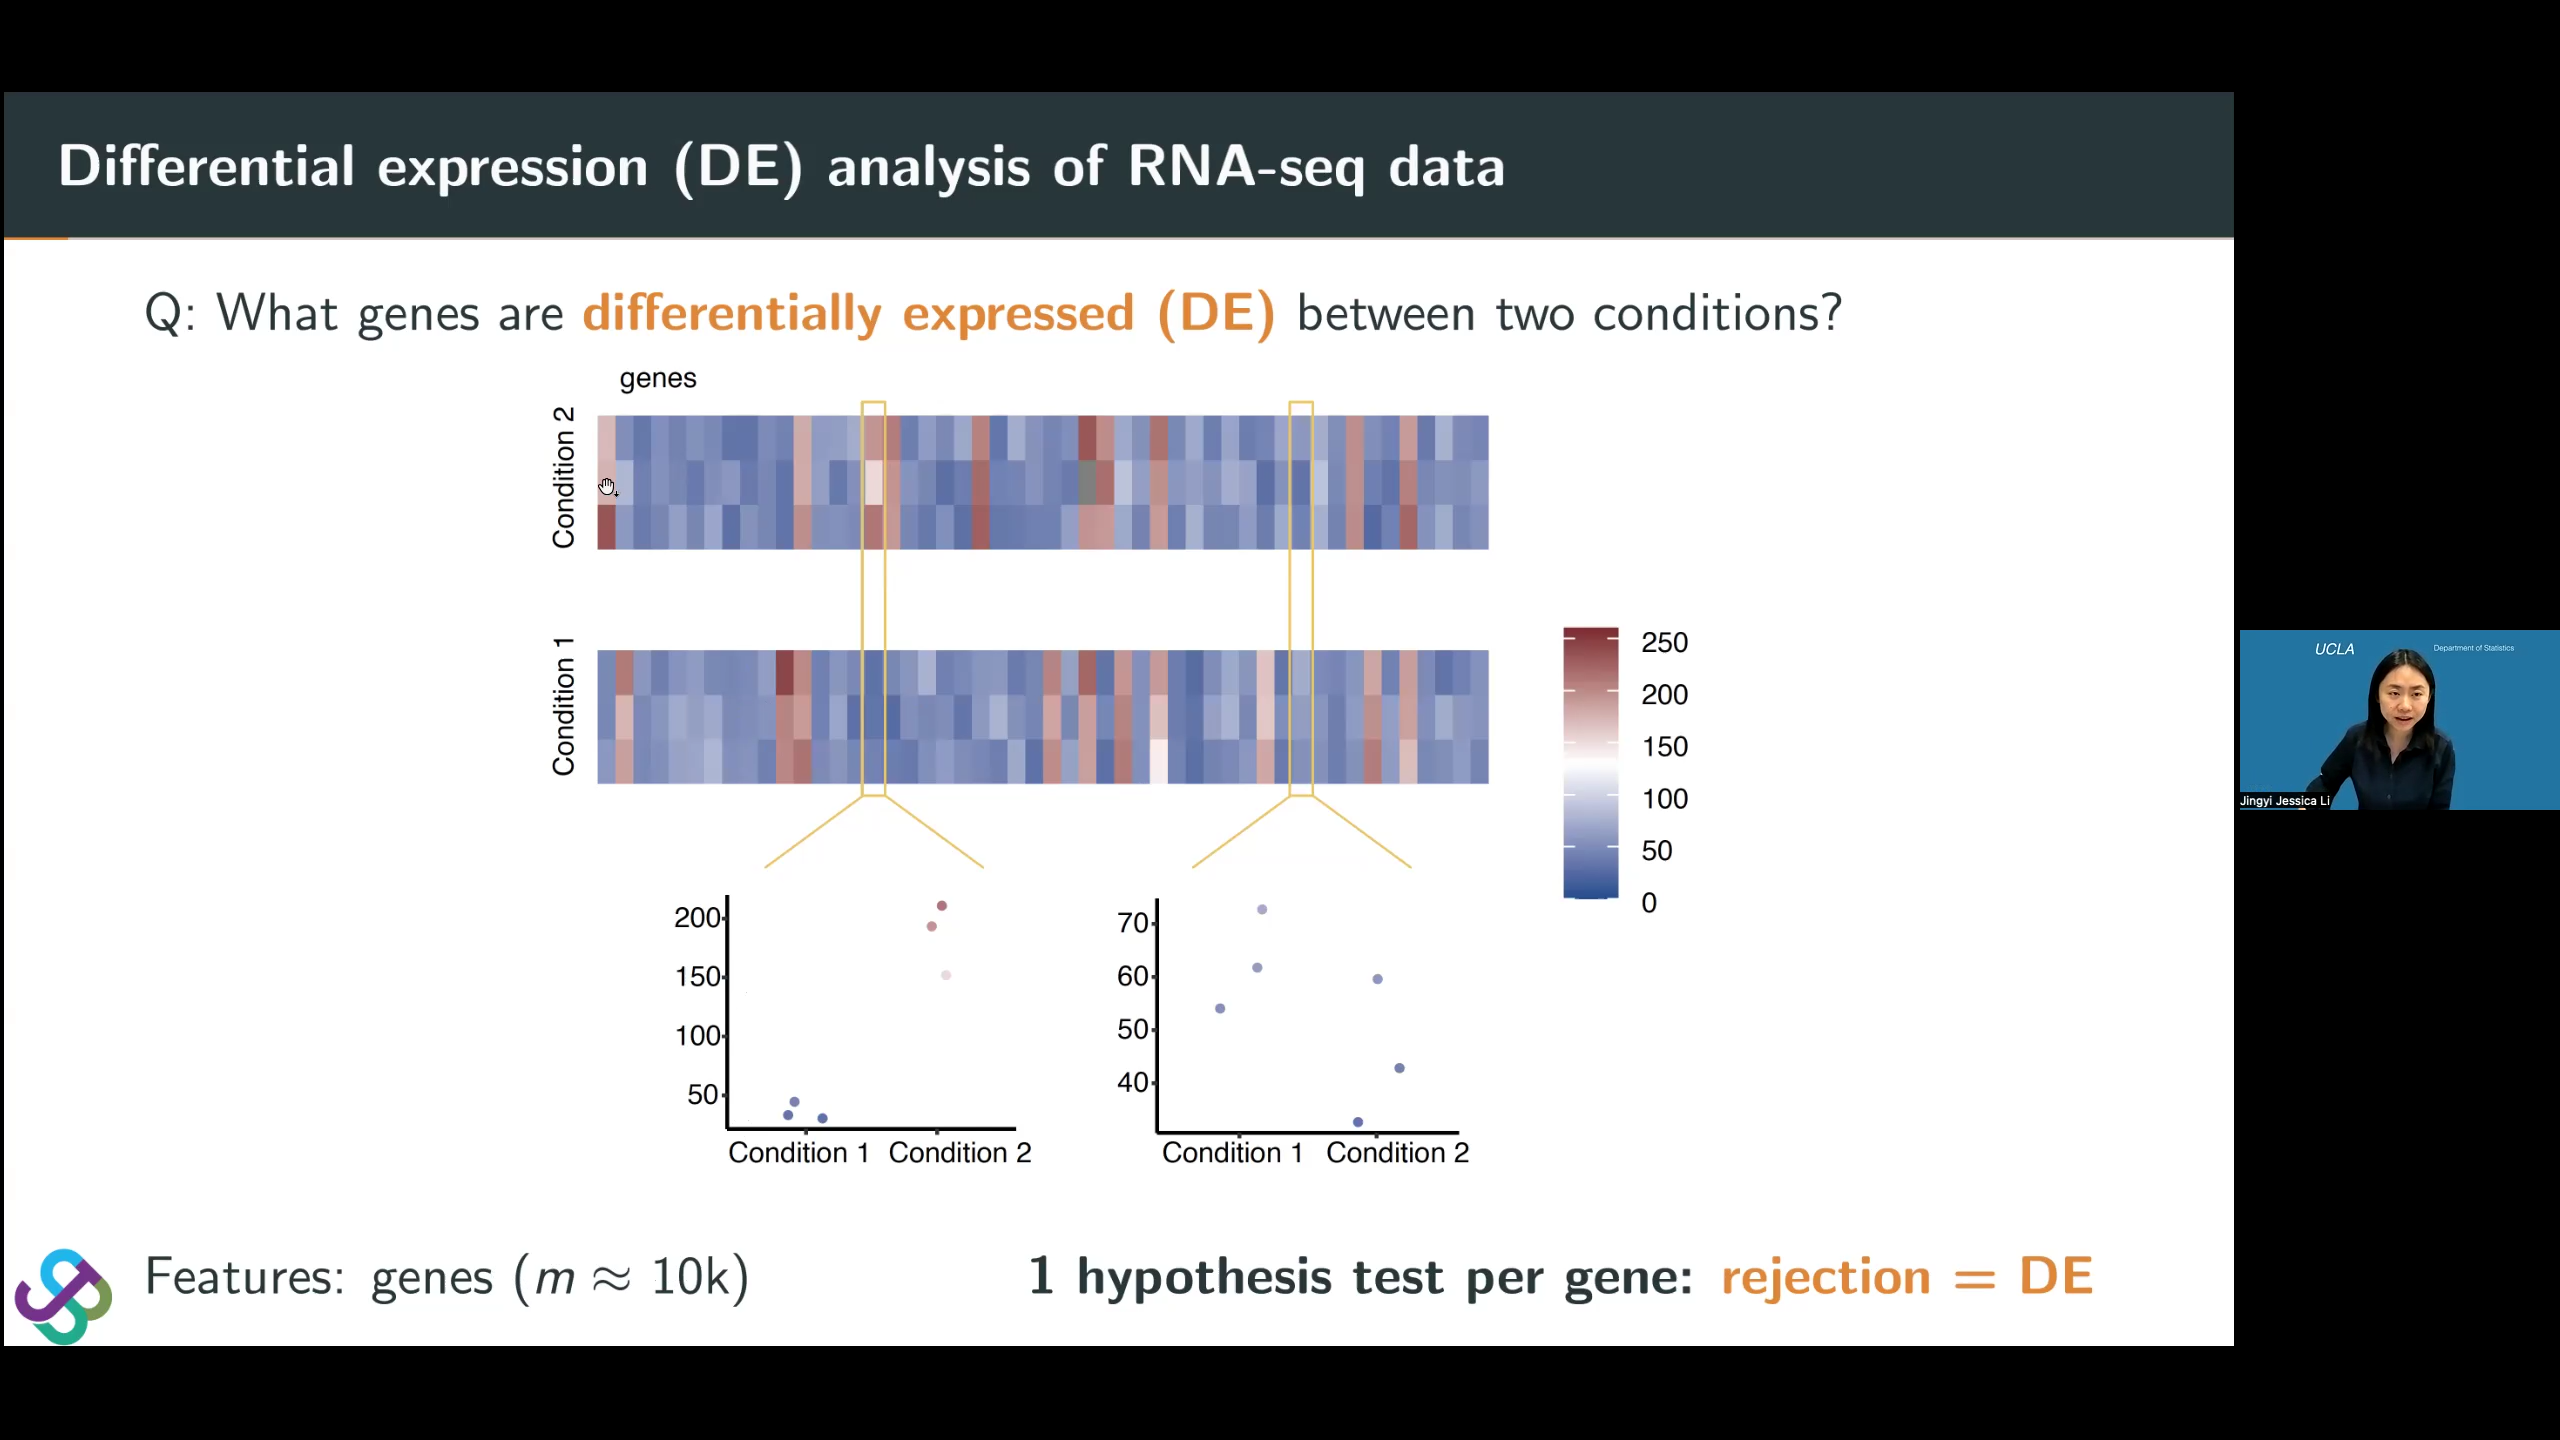 Differential expression (DE) analysis of RNA-seq data
Q: What genes are differentially expressed (DE) between two conditions?
genes
Condition 2
Condition 1
250
200
150
100
50
0
UCLA
Department of Statistics
Jingyi Jessica Li
200
150
100
50
Condition 1 Condition 2
70
60
50
40
Condition 1 Condition 2
Features: genes (m ≈ 10k)
1 hypothesis test per gene: rejection = DE